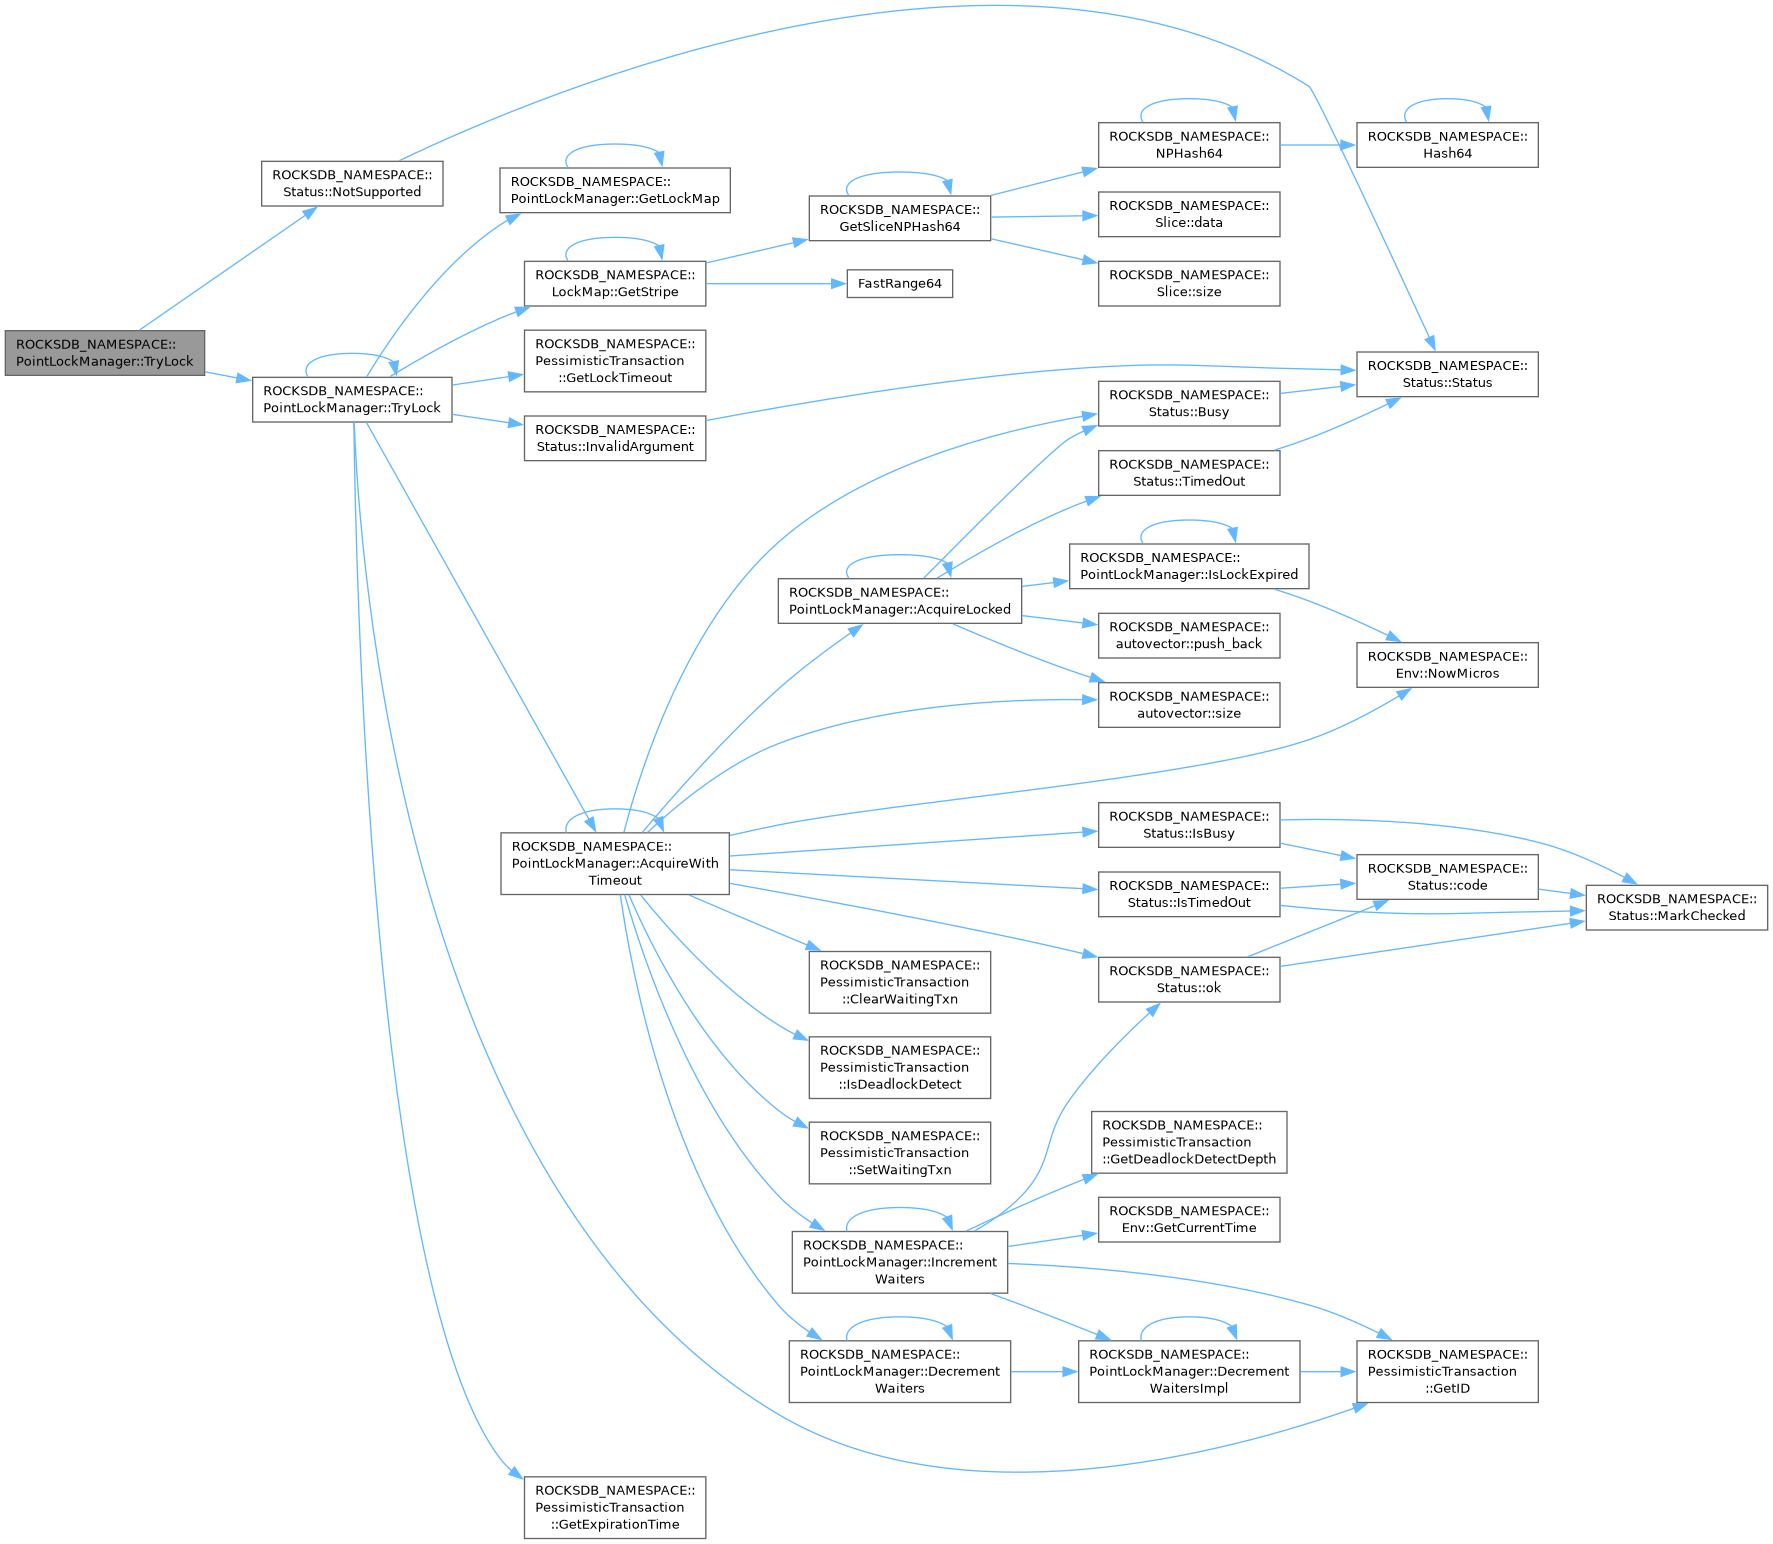 ROCKSDB_NAMESPACE::
PointLockManager::TryLock
ROCKSDB_NAMESPACE::
Status::NotSupported
ROCKSDB_NAMESPACE::
PointLockManager::TryLock
ROCKSDB_NAMESPACE::
PointLockManager::GetLockMap
ROCKSDB_NAMESPACE::
LockMap::GetStripe
ROCKSDB_NAMESPACE::
PessimisticTransaction
::GetLockTimeout
ROCKSDB_NAMESPACE::
Status::InvalidArgument
ROCKSDB_NAMESPACE::
PointLockManager::AcquireWith
Timeout
ROCKSDB_NAMESPACE::
PessimisticTransaction
::GetExpirationTime
ROCKSDB_NAMESPACE::
GetSliceNPHash64
FastRange64
ROCKSDB_NAMESPACE::
PointLockManager::AcquireLocked
ROCKSDB_NAMESPACE::
PessimisticTransaction
::ClearWaitingTxn
ROCKSDB_NAMESPACE::
PessimisticTransaction
::IsDeadlockDetect
ROCKSDB_NAMESPACE::
PessimisticTransaction
::SetWaitingTxn
ROCKSDB_NAMESPACE::
PointLockManager::Increment
Waiters
ROCKSDB_NAMESPACE::
PointLockManager::Decrement
Waiters
ROCKSDB_NAMESPACE::
NPHash64
ROCKSDB_NAMESPACE::
Slice::data
ROCKSDB_NAMESPACE::
Slice::size
ROCKSDB_NAMESPACE::
Status::Busy
ROCKSDB_NAMESPACE::
Status::TimedOut
ROCKSDB_NAMESPACE::
PointLockManager::IsLockExpired
ROCKSDB_NAMESPACE::
autovector::push_back
ROCKSDB_NAMESPACE::
autovector::size
ROCKSDB_NAMESPACE::
Status::IsBusy
ROCKSDB_NAMESPACE::
Status::IsTimedOut
ROCKSDB_NAMESPACE::
Status::ok
ROCKSDB_NAMESPACE::
PessimisticTransaction
::GetDeadlockDetectDepth
ROCKSDB_NAMESPACE::
Env::GetCurrentTime
ROCKSDB_NAMESPACE::
PointLockManager::Decrement
WaitersImpl
ROCKSDB_NAMESPACE::
Hash64
ROCKSDB_NAMESPACE::
Status::Status
ROCKSDB_NAMESPACE::
Env::NowMicros
ROCKSDB_NAMESPACE::
Status::code
ROCKSDB_NAMESPACE::
PessimisticTransaction
::GetID
ROCKSDB_NAMESPACE::
Status::MarkChecked